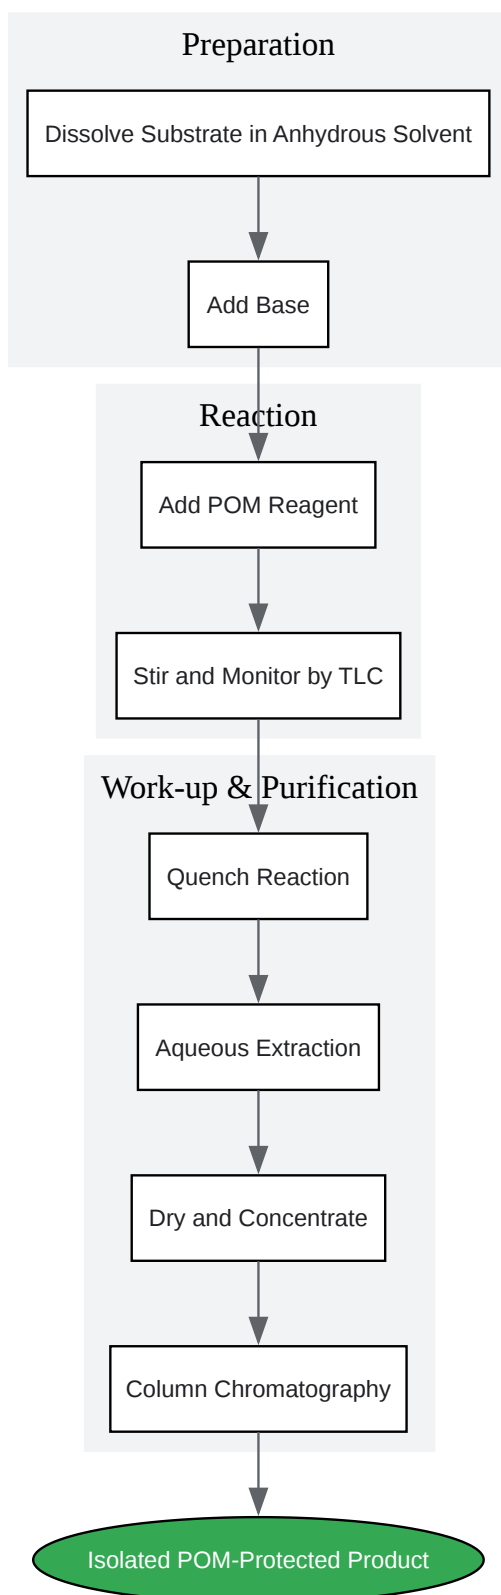 Preparation
Dissolve Substrate in Anhydrous Solvent
Add Base
Reaction
Add POM Reagent
Stir and Monitor by TLC
Work-up & Purification
Quench Reaction
Aqueous Extraction
Dry and Concentrate
Column Chromatography
Isolated POM-Protected Product